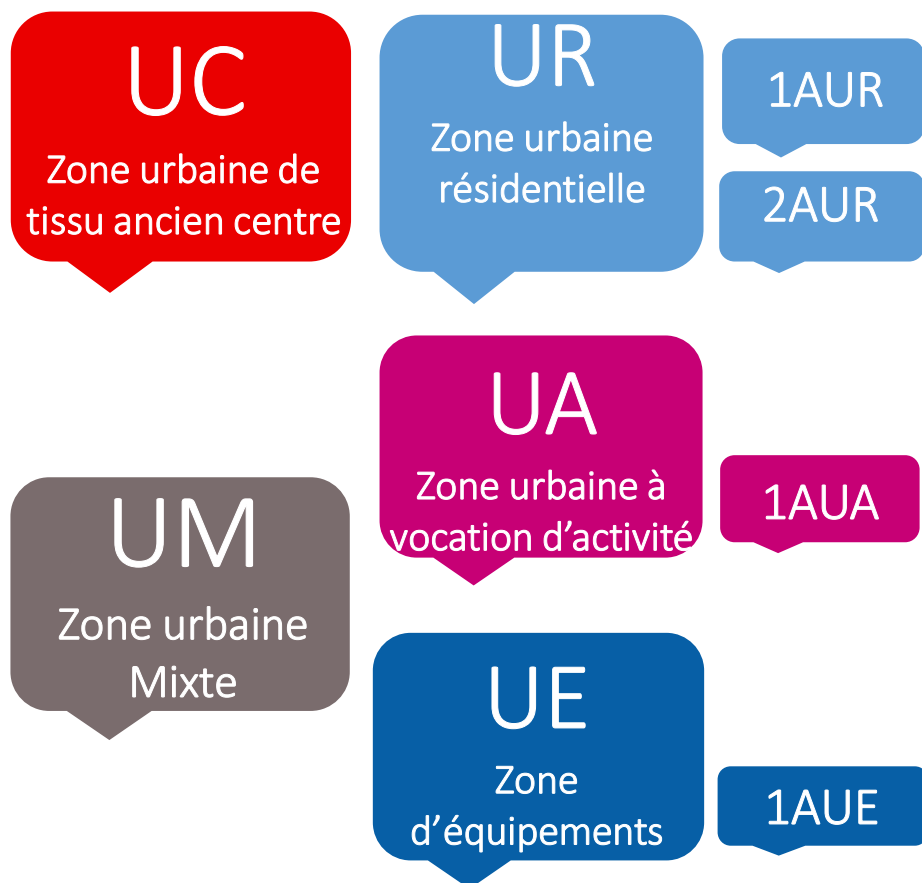 UC
Zone urbaine de
tissu ancien centre
UR
Zone urbaine
résidentielle
1AUR
2AUR
UM
Zone urbaine
Mixte
UA
Zone urbaine à
vocation d’activité
1AUA
UE
Zone
d’équipements
1AUE